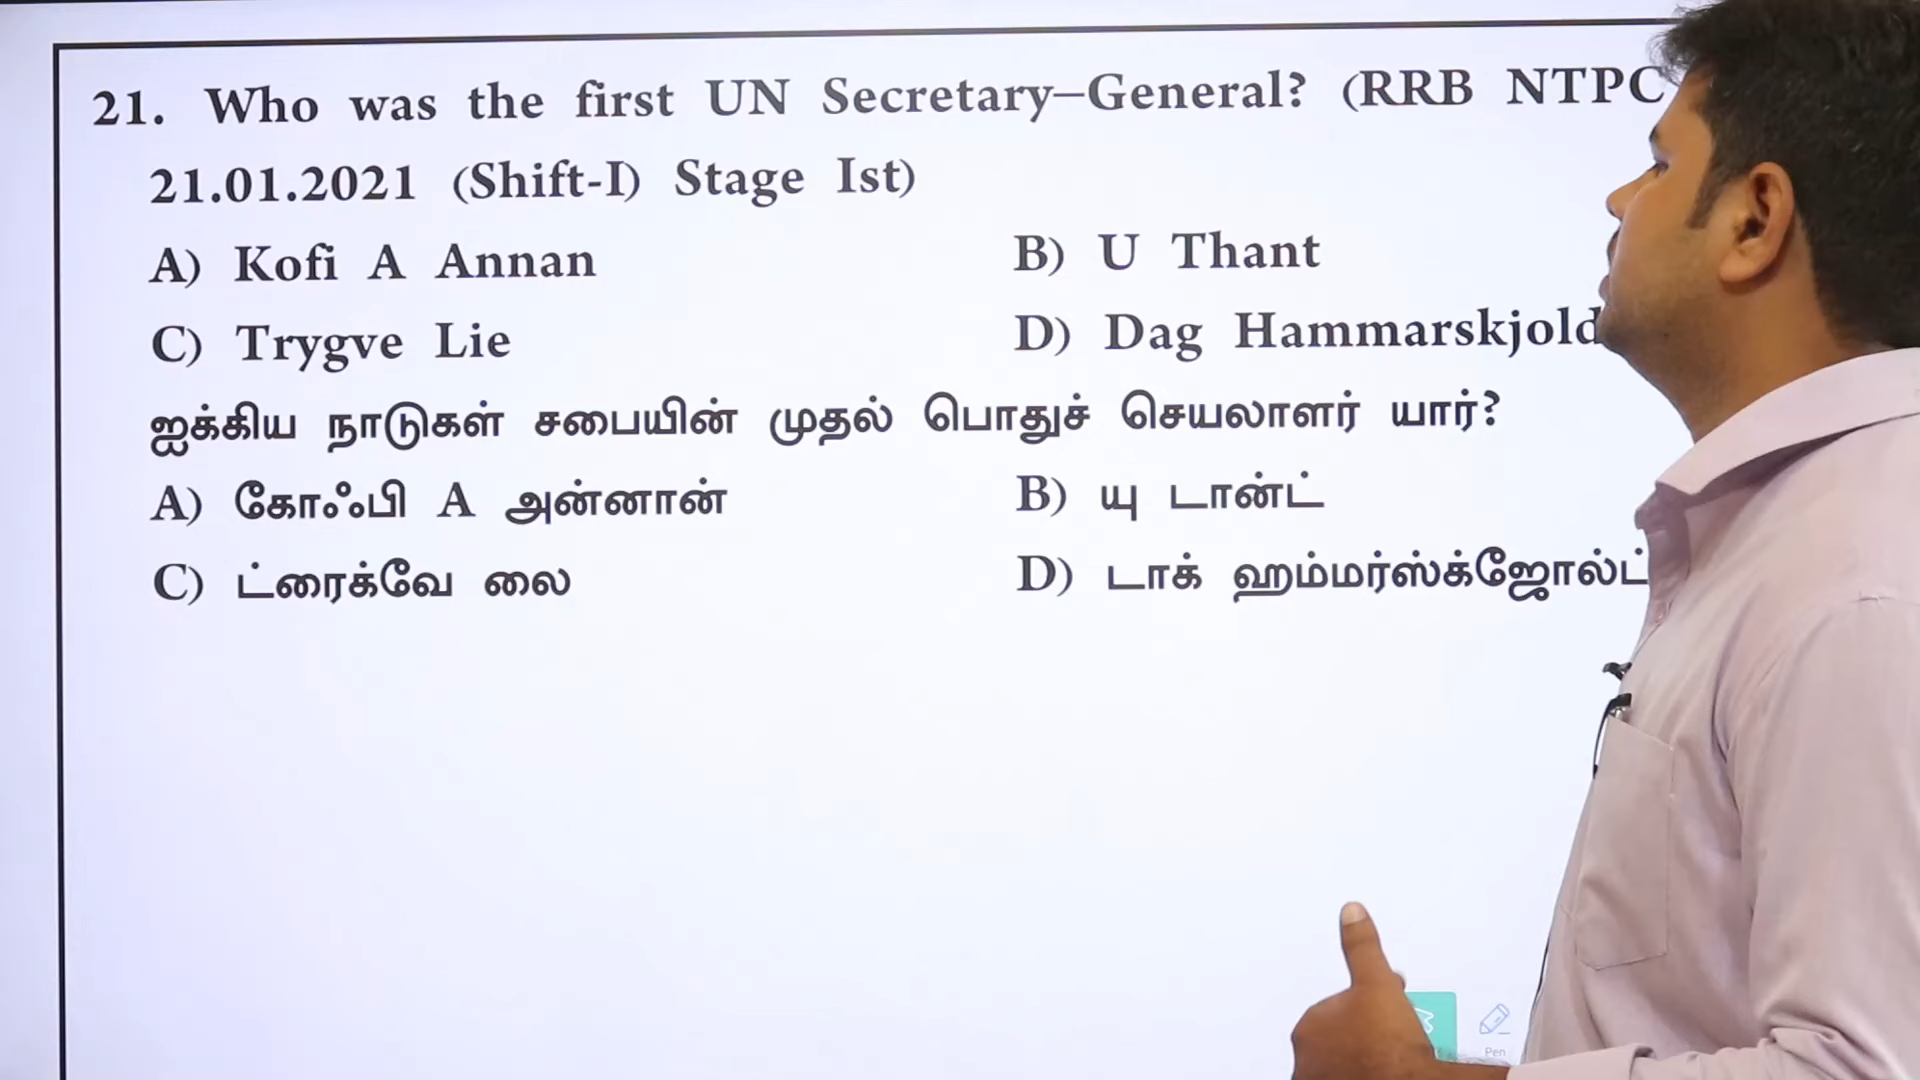 21. Who was the first UN Secretary–General? (RRB NTPC
21.01.2021 (Shift-I) Stage Ist)
A) Kofi A Annan B) U Thant
C) Trygve Lie D) Dag Hammarskjold
ஐக்கிய நாடுகள் சபையின் முதல் பொதுச் செயலாளர் யார்?
A) கோஃபி A அன்னான் B) யு டான்ட்
C) ட்ரைக்வே லை D) டாக் ஹம்மர்ஸ்க்ஜோல்ட்
Pen